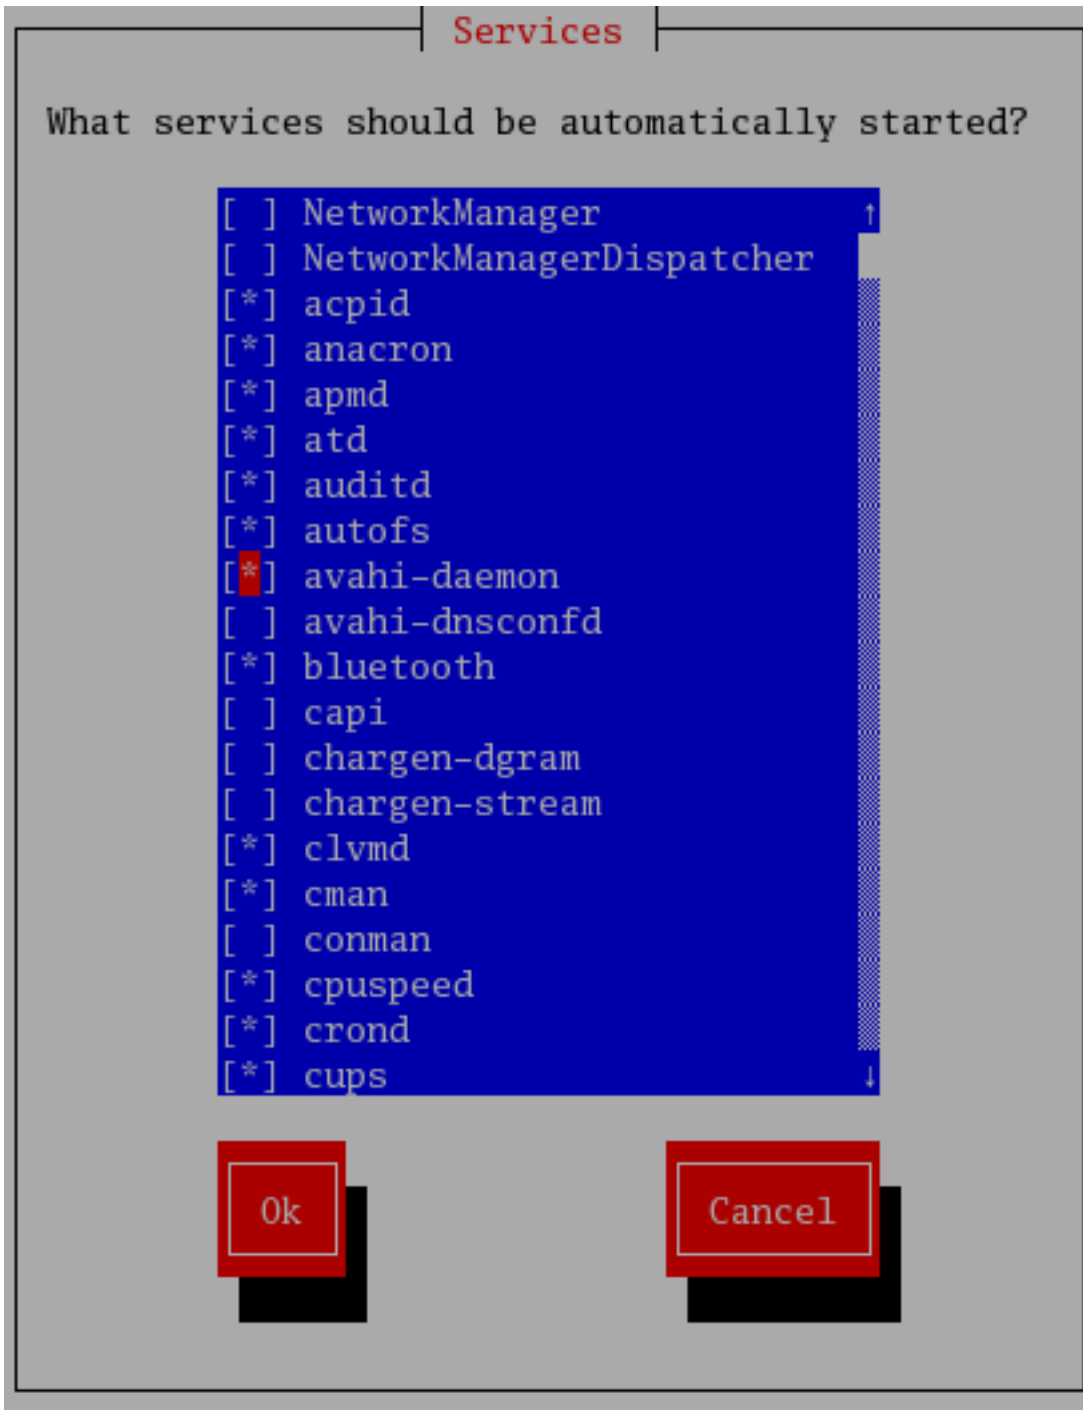 Services
What services should be automatically started?
[ ] NetworkManager ↑
[ ] NetworkManagerDispatcher
[*] acpid
[*] anacron
[*] apmd
[*] atd
[*] auditd
[*] autofs
[*] avahi-daemon
[ ] avahi-dnsconfd
[*] bluetooth
[ ] capi
[ ] chargen-dgram
[ ] chargen-stream
[*] clvmd
[*] cman
[ ] conman
[*] cpuspeed
[*] crond
[*] cups ↓
Ok Cancel